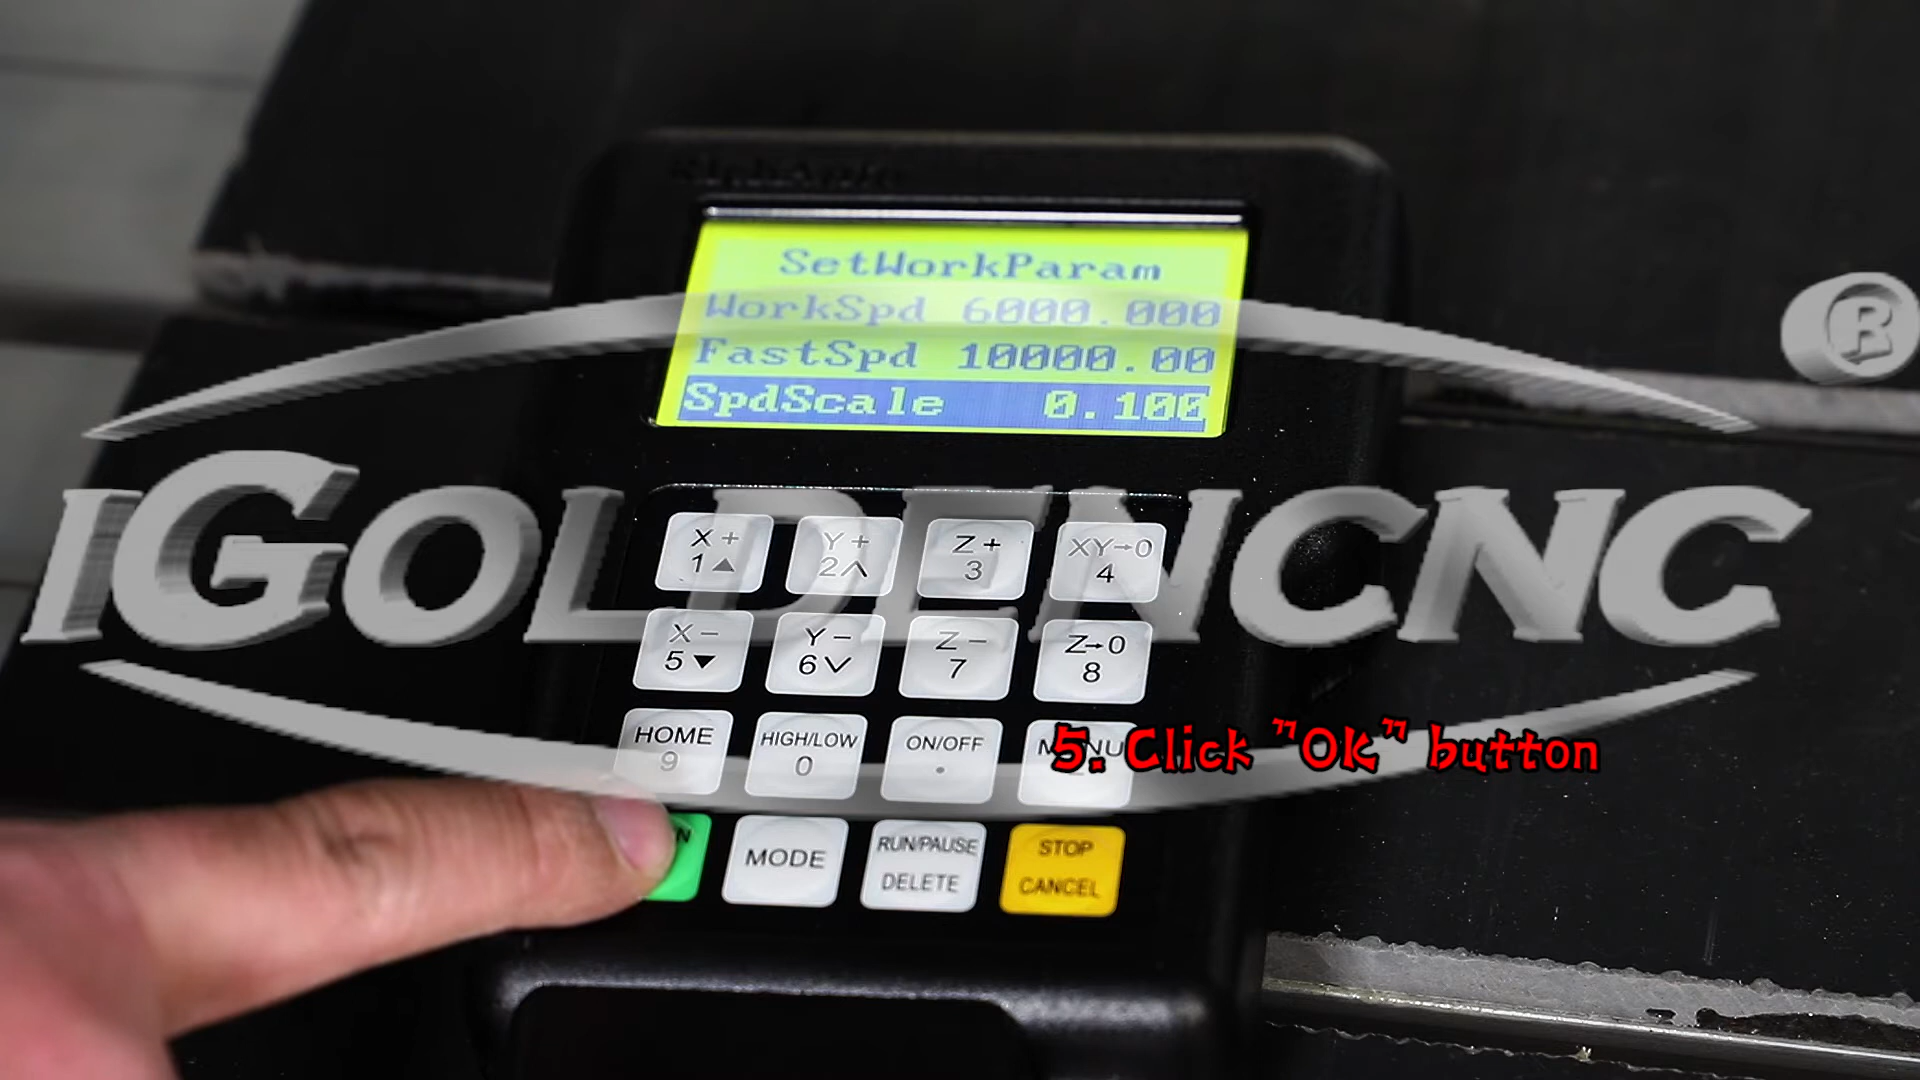 SetWorkParam
WorkSpd 6000.000
FastSpd 10000.00
SpdScale 0.100
IGOLDENCNC
®
X+ Y+ Z+ XY→0
1▲ 2∧ 3 4
X− Y− Z− Z→0
5▼ 6∨ 7 8
HOME HIGH/LOW ON/OFF MENU
9 0 .
5. Click "OK" button
MODE RUN/PAUSE STOP
DELETE CANCEL